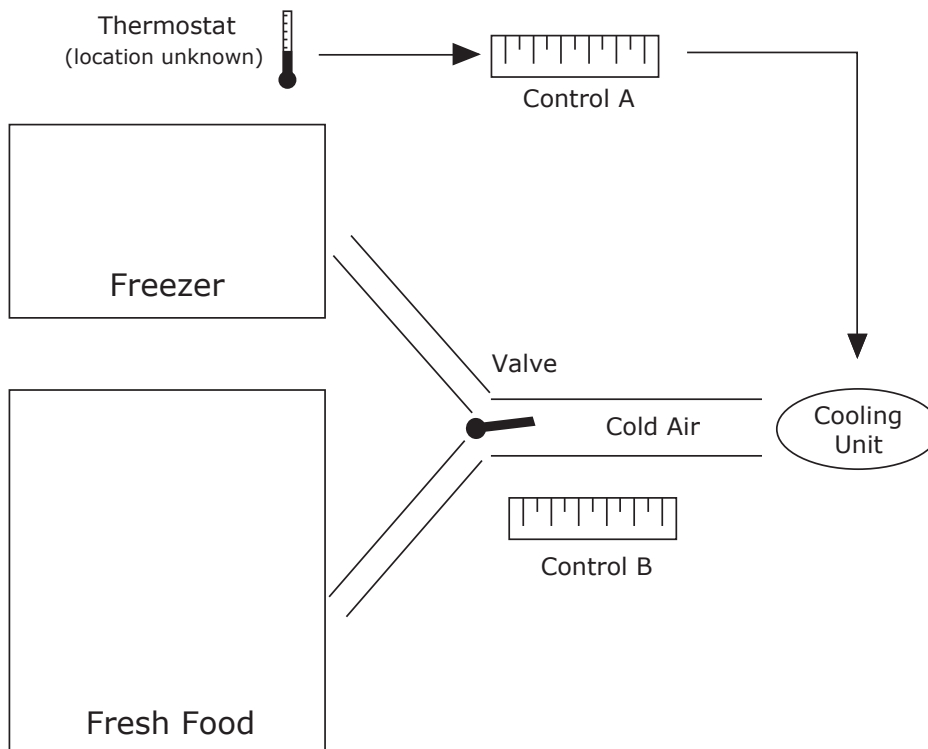 Thermostat
(location unknown)
Control A
Freezer
Valve
Cold Air
Cooling
Unit
Control B
Fresh Food